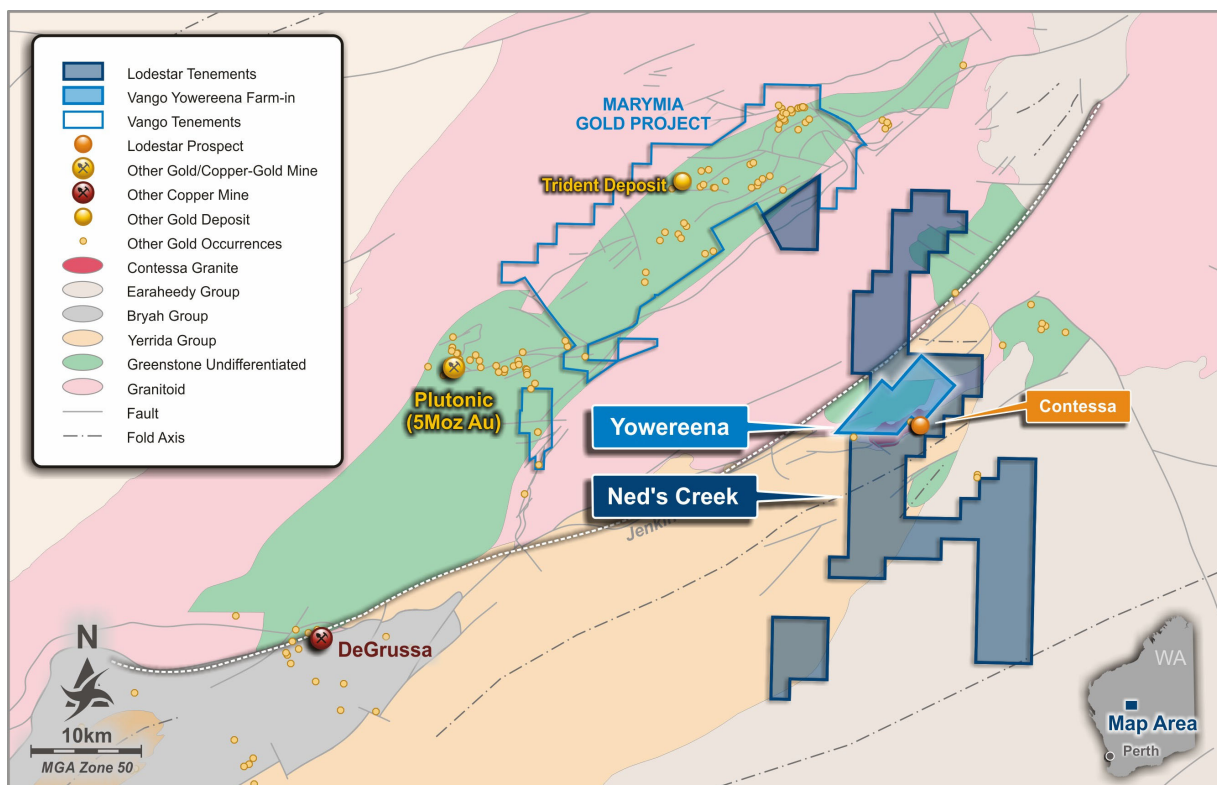 Lodestar Tenements
Vango Yowereena Farm-in
Vango Tenements
Lodestar Prospect
Other Gold/Copper-Gold Mine
Other Copper Mine
Other Gold Deposit
Other Gold Occurrences
Contessa Granite
Earaheedy Group
Bryah Group
Yerrida Group
Greenstone Undifferentiated
Granitoid
Fault
Fold Axis
MARYMIA
GOLD PROJECT
Trident Deposit
Plutonic
(5Moz Au)
Yowereena
Contessa
Ned's Creek
DeGrussa
N
10km
MGA Zone 50
WA
Map Area
Perth